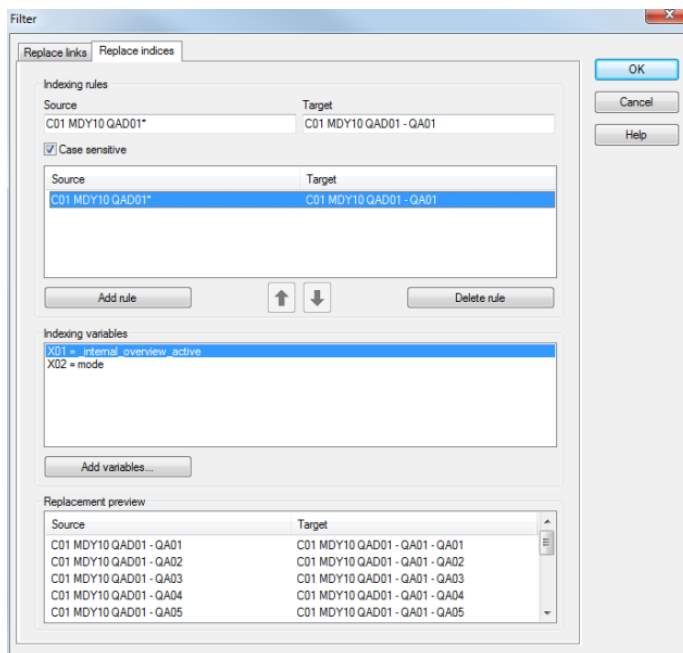 Filter
Replace links Replace indices
OK
Cancel
Help
Indexing rules
Source Target
C01 MDY10 QAD01* C01 MDY10 QAD01 - QA01
Case sensitive
Source Target
C01 MDY10 QAD01* C01 MDY10 QAD01 - QA01
Add rule Delete rule
Indexing variables
X01 = _internal_overview_active
X02 = mode
Add variables...
Replacement preview
Source Target
C01 MDY10 QAD01 - QA01 C01 MDY10 QAD01 - QA01 - QA01
C01 MDY10 QAD01 - QA02 C01 MDY10 QAD01 - QA01 - QA02
C01 MDY10 QAD01 - QA03 C01 MDY10 QAD01 - QA01 - QA03
C01 MDY10 QAD01 - QA04 C01 MDY10 QAD01 - QA01 - QA04
C01 MDY10 QAD01 - QA05 C01 MDY10 QAD01 - QA01 - QA05